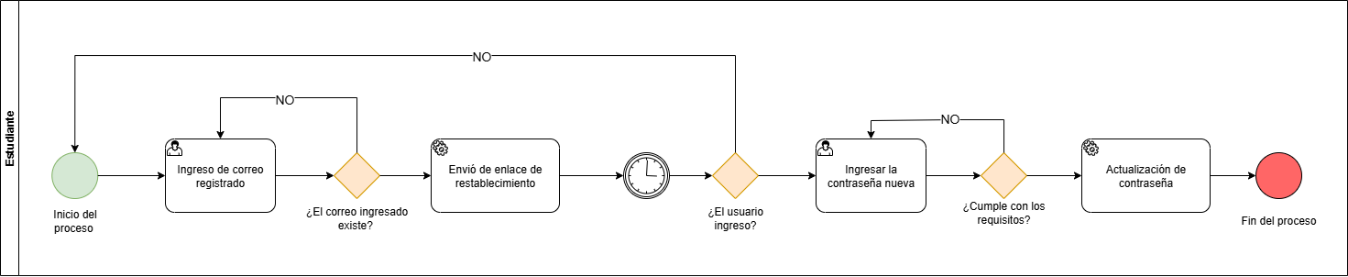 Estudiante
NO
NO
NO
Ingreso de correo
registrado
Envió de enlace de
restablecimiento
Ingresar la
contraseña nueva
Actualización de
contraseña
Inicio del
proceso
¿El correo ingresado
existe?
¿El usuario
ingreso?
¿Cumple con los
requisitos?
Fin del proceso